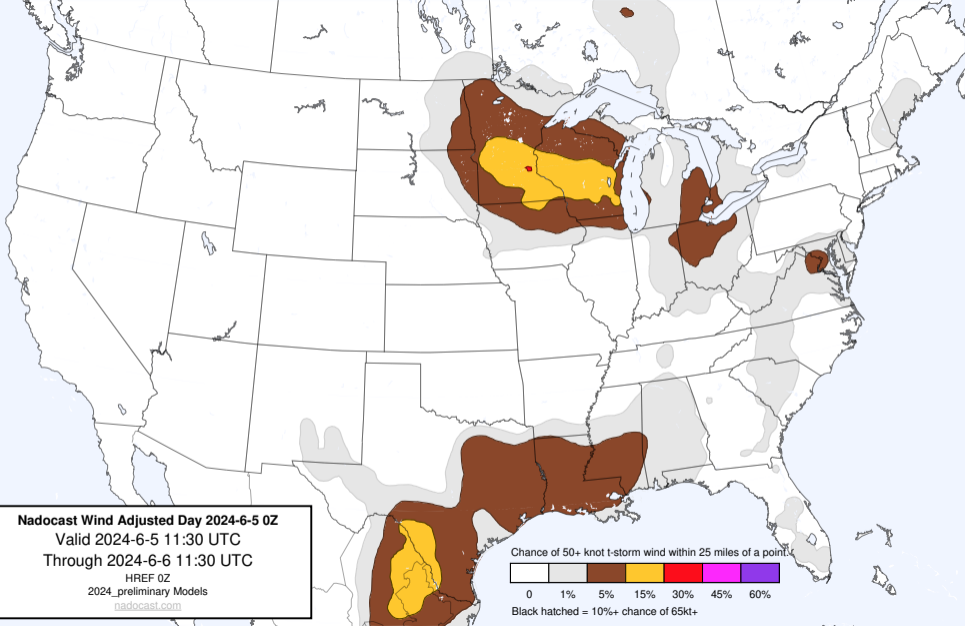 Nadocast Wind Adjusted Day 2024-6-5 0Z
Valid 2024-6-5 11:30 UTC
Through 2024-6-6 11:30 UTC
HREF 0Z
2024_preliminary Models
nadocast.com
Chance of 50+ knot t-storm wind within 25 miles of a point.
0 1% 5% 15% 30% 45% 60%
Black hatched = 10%+ chance of 65kt+